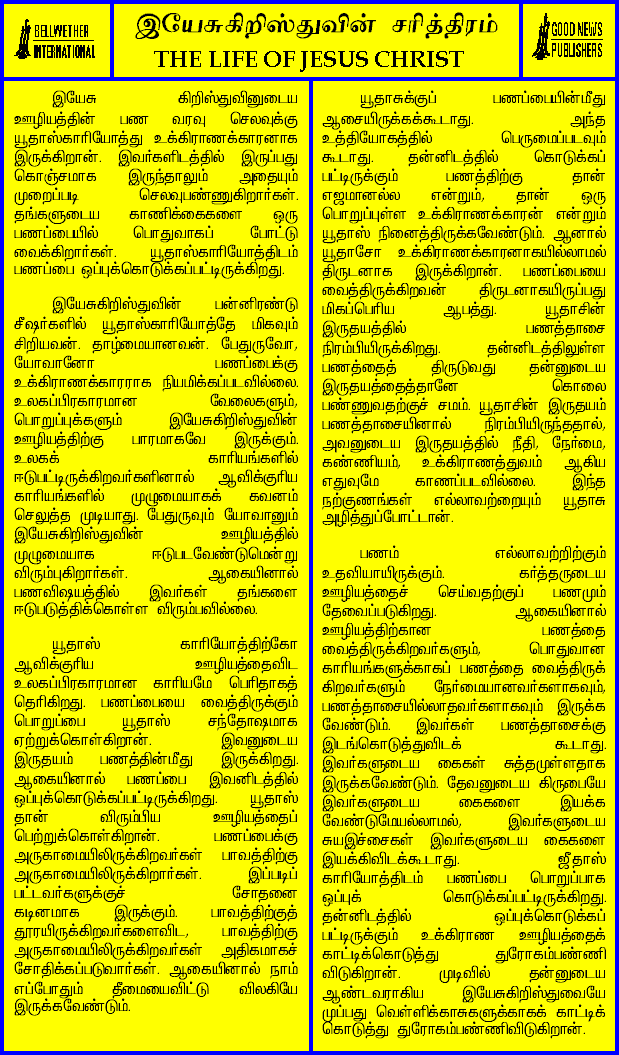 BELLWETHER
INTERNATIONAL
இயேசுகிறிஸ்துவின் சரித்திரம்
THE LIFE OF JESUS CHRIST
GOOD NEWS
PUBLISHERS
இயேசு கிறிஸ்துவினுடைய
ஊழியத்தின் பண வரவு செலவுக்கு
யூதாஸ்காரியோத்து உக்கிராணக்காரனாக
இருக்கிறான். இவர்களிடத்தில் இருப்பது
கொஞ்சமாக இருந்தாலும் அதையும்
முறைப்படி செலவுபண்ணுகிறார்கள்.
தங்களுடைய காணிக்கைகளை ஒரு
பணப்பையில் பொதுவாகப் போட்டு
வைக்கிறார்கள். யூதாஸ்காரியோத்திடம்
பணப்பை ஒப்புக்கொடுக்கப்பட்டிருக்கிறது.
இயேசுகிறிஸ்துவின் பன்னிரண்டு
சீஷர்களில் யூதாஸ்காரியோத்தே மிகவும்
சிறியவன். தாழ்மையானவன். பேதுருவோ,
யோவானோ பணப்பைக்கு
உக்கிராணக்காரராக நியமிக்கப்படவில்லை.
உலகப்பிரகாரமான வேலைகளும்,
பொறுப்புக்களும் இயேசுகிறிஸ்துவின்
ஊழியத்திற்கு பாரமாகவே இருக்கும்.
உலகக் காரியங்களில்
ஈடுபட்டிருக்கிறவர்களினால் ஆவிக்குரிய
காரியங்களில் முழுமையாகக் கவனம்
செலுத்த முடியாது. பேதுருவும் யோவானும்
இயேசுகிறிஸ்துவின் ஊழியத்தில்
முழுமையாக ஈடுபடவேண்டுமென்று
விரும்புகிறார்கள். ஆகையினால்
பணவிஷயத்தில் இவர்கள் தங்களை
ஈடுபடுத்திக்கொள்ள விரும்பவில்லை.
யூதாஸ் காரியோத்திற்கோ
ஆவிக்குரிய ஊழியத்தைவிட
உலகப்பிரகாரமான காரியமே பெரிதாகத்
தெரிகிறது. பணப்பையை வைத்திருக்கும்
பொறுப்பை யூதாஸ் சந்தோஷமாக
ஏற்றுக்கொள்கிறான். இவனுடைய
இருதயம் பணத்தின்மீது இருக்கிறது.
ஆகையினால் பணப்பை இவனிடத்தில்
ஒப்புக்கொடுக்கப்பட்டிருக்கிறது. யூதாஸ்
தான் விரும்பிய ஊழியத்தைப்
பெற்றுக்கொள்கிறான். பணப்பைக்கு
அருகாமையிலிருக்கிறவர்கள் பாவத்திற்கு
அருகாமையிலிருக்கிறார்கள். இப்படிப்
பட்டவர்களுக்குச் சோதனை
கடினமாக இருக்கும். பாவத்திற்குத்
தூரயிருக்கிறவர்களைவிட, பாவத்திற்கு
அருகாமையிலிருக்கிறவர்கள் அதிகமாகச்
சோதிக்கப்படுவார்கள். ஆகையினால் நாம்
எப்போதும் தீமையைவிட்டு விலகியே
இருக்கவேண்டும்.
யூதாசுக்குப் பணப்பையின்மீது
ஆசையிருக்கக்கூடாது. அந்த
உத்தியோகத்தில் பெருமைப்படவும்
கூடாது. தன்னிடத்தில் கொடுக்கப்
பட்டிருக்கும் பணத்திற்கு தான்
எஜமானல்ல என்றும், தான் ஒரு
பொறுப்புள்ள உக்கிராணக்காரன் என்றும்
யூதாஸ் நினைத்திருக்கவேண்டும். ஆனால்
யூதாசோ உக்கிராணக்காரனாகயில்லாமல்
திருடனாக இருக்கிறான். பணப்பையை
வைத்திருக்கிறவன் திருடனாகயிருப்பது
மிகப்பெரிய ஆபத்து. யூதாசின்
இருதயத்தில் பணத்தாசை
நிரம்பியிருக்கிறது. தன்னிடத்திலுள்ள
பணத்தைத் திருடுவது தன்னுடைய
இருதயத்தைத்தானே கொலை
பண்ணுவதற்குச் சமம். யூதாசின் இருதயம்
பணத்தாசையினால் நிரம்பியிருந்ததால்,
அவனுடைய இருதயத்தில் நீதி, நேர்மை,
கண்ணியம், உக்கிராணத்துவம் ஆகிய
எதுவுமே காணப்படவில்லை. இந்த
நற்குணங்கள் எல்லாவற்றையும் யூதாசு
அழித்துப்போட்டான்.
பணம் எல்லாவற்றிற்கும்
உதவியாயிருக்கும். கர்த்தருடைய
ஊழியத்தைச் செய்வதற்குப் பணமும்
தேவைப்படுகிறது. ஆகையினால்
ஊழியத்திற்கான பணத்தை
வைத்திருக்கிறவர்களும், பொதுவான
காரியங்களுக்காகப் பணத்தை வைத்திருக்
கிறவர்களும் நேர்மையானவர்களாகவும்,
பணத்தாசையில்லாதவர்களாகவும் இருக்க
வேண்டும். இவர்கள் பணத்தாசைக்கு
இடங்கொடுத்துவிடக் கூடாது.
இவர்களுடைய கைகள் சுத்தமுள்ளதாக
இருக்கவேண்டும். தேவனுடைய கிருபையே
இவர்களுடைய கைகளை இயக்க
வேண்டுமேயல்லாமல், இவர்களுடைய
சுயஇச்சைகள் இவர்களுடைய கைகளை
இயக்கிவிடக்கூடாது. ஜீதாஸ்
காரியோத்திடம் பணப்பை பொறுப்பாக
ஒப்புக் கொடுக்கப்பட்டிருக்கிறது.
தன்னிடத்தில் ஒப்புக்கொடுக்கப்
பட்டிருக்கும் உக்கிராண ஊழியத்தைக்
காட்டிக்கொடுத்து துரோகம்பண்ணி
விடுகிறான். முடிவில் தன்னுடைய
ஆண்டவராகிய இயேசுகிறிஸ்துவையே
முப்பது வெள்ளிக்காசுகளுக்காகக் காட்டிக்
கொடுத்து துரோகம்பண்ணிவிடுகிறான்.